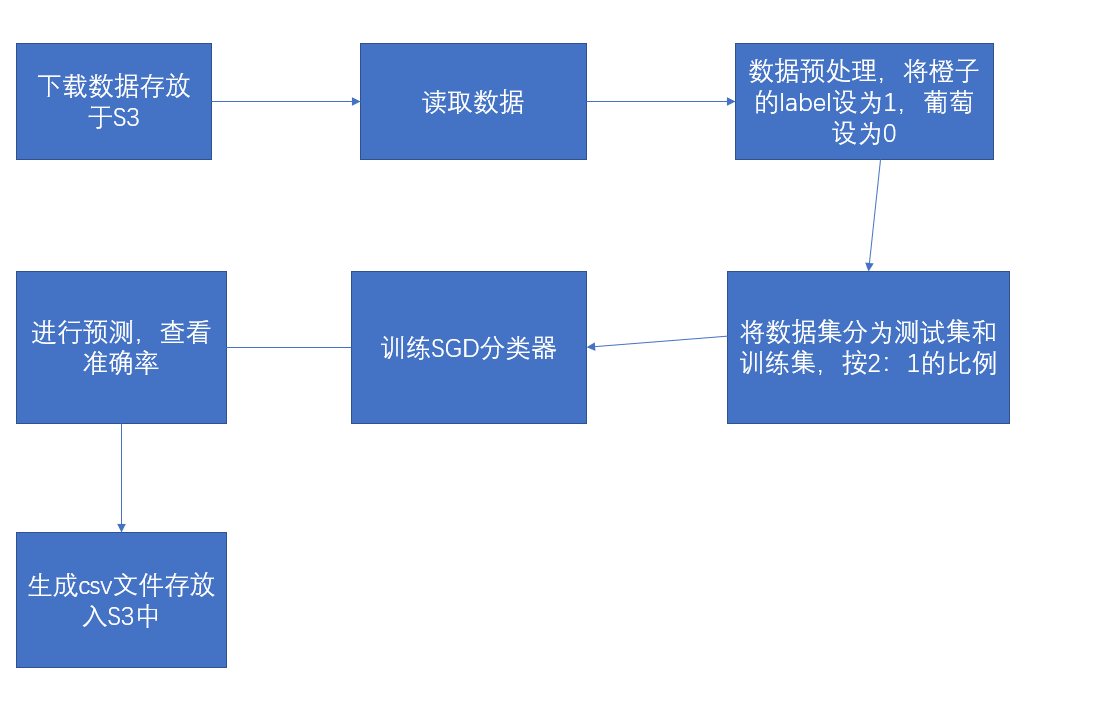 下载数据存放
于S3
读取数据
数据预处理，将橙子
的label设为1，葡萄
设为0
将数据集分为测试集和
训练集，按2：1的比例
训练SGD分类器
进行预测，查看
准确率
生成csv文件存放
入S3中